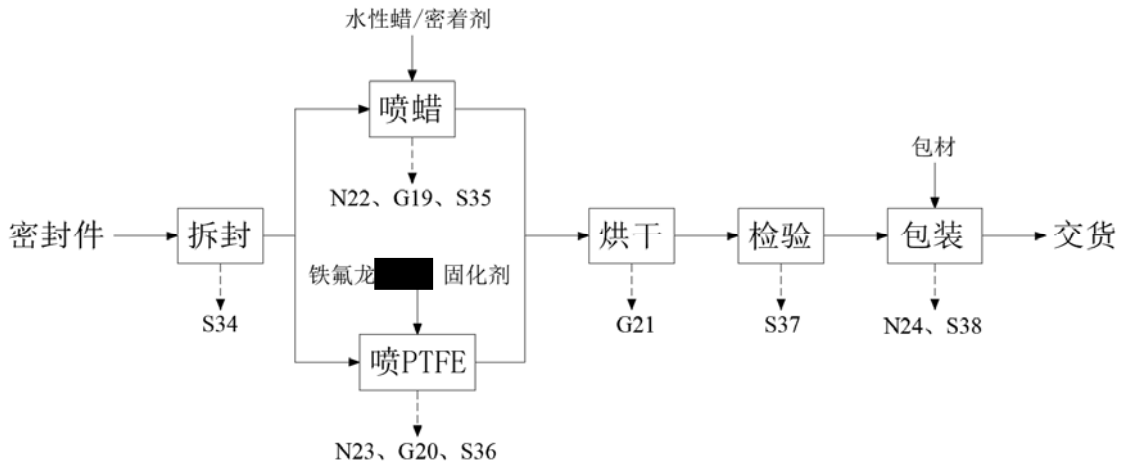 水性蜡/密着剂
喷蜡
包材
N22、G19、S35
密封件
拆封
烘干
检验
包装
交货
铁氟龙
固化剂
S34
G21
S37
N24、S38
喷PTFE
N23、G20、S36